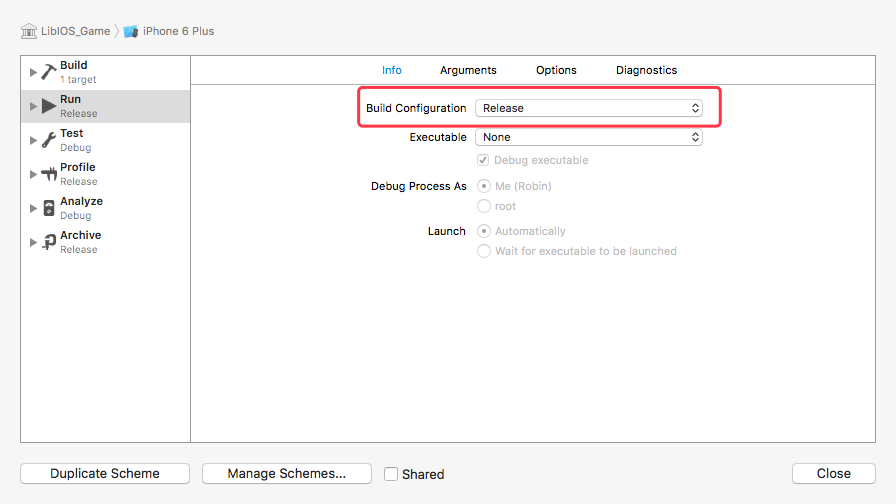 LibIOS_Game iPhone 6 Plus
Build
1 target
Run
Release
Test
Debug
Profile
Release
Analyze
Debug
Archive
Release
Info Arguments Options Diagnostics
Build Configuration Release
Executable None
Debug executable
Debug Process As Me (Robin)
root
Launch Automatically
Wait for executable to be launched
Duplicate Scheme Manage Schemes... Shared Close